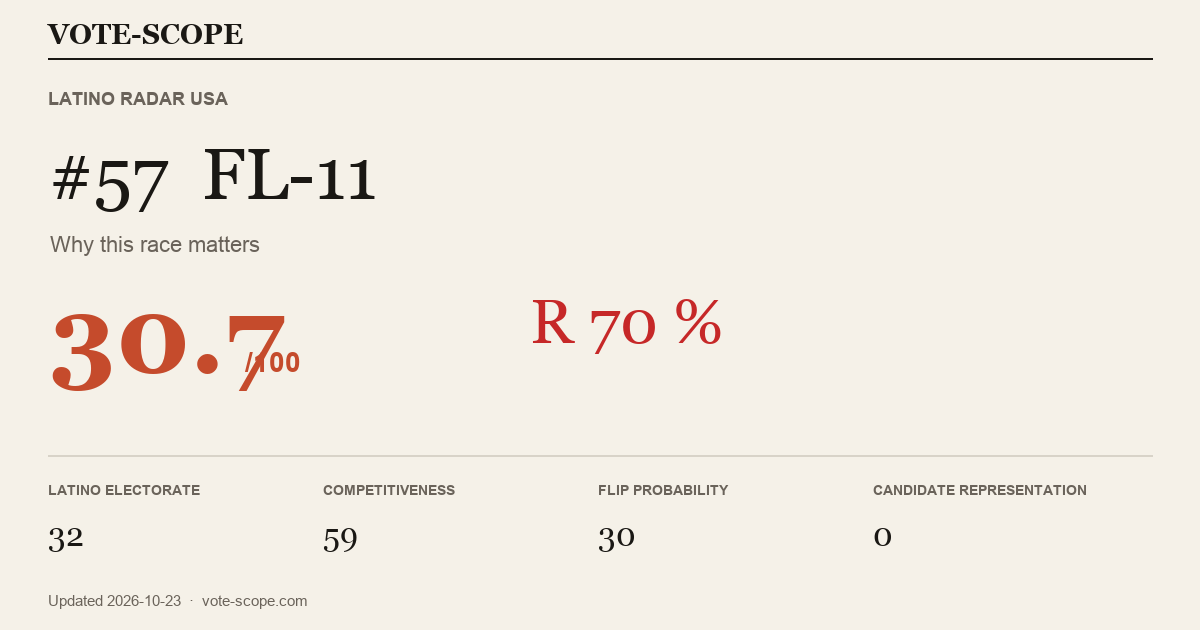 VOTE-SCOPE
LATINO RADAR USA
#57 FL-11
Why this race matters
30.7 /100
R 70 %
LATINO ELECTORATE
COMPETITIVENESS
FLIP PROBABILITY
CANDIDATE REPRESENTATION
32
59
30
0
Updated 2026-10-23 · vote-scope.com